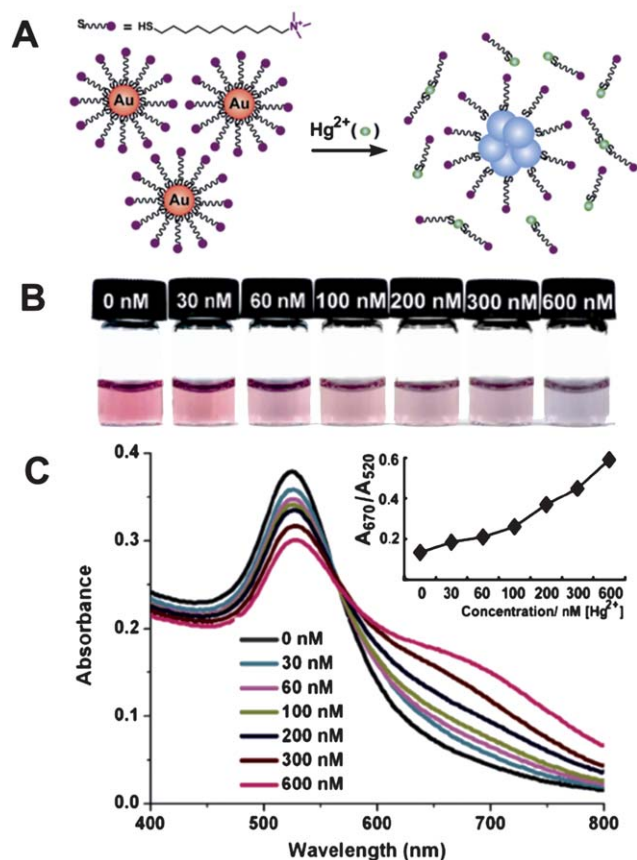 A
S = HS N+
Au Au
Au
Hg2+( )
S S S S S S S S S S S S S S S S S S S
B
0 nM 30 nM 60 nM 100 nM 200 nM 300 nM 600 nM
C
0.4
0.3
0.2
0.1
0.0
Absorbance
400 500 600 700 800
Wavelength (nm)
0 nM
30 nM
60 nM
100 nM
200 nM
300 nM
600 nM
A670/A520
0.6
0.4
0.2
0 30 60 100 200 300 600
Concentration/ nM [Hg2+]